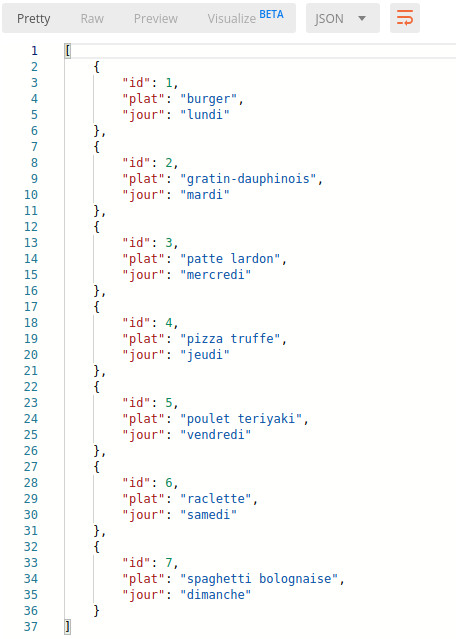 Pretty Raw Preview Visualize BETA JSON
1 [
2 {
3 "id": 1,
4 "plat": "burger",
5 "jour": "lundi"
6 },
7 {
8 "id": 2,
9 "plat": "gratin-dauphinois",
10 "jour": "mardi"
11 },
12 {
13 "id": 3,
14 "plat": "patte lardon",
15 "jour": "mercredi"
16 },
17 {
18 "id": 4,
19 "plat": "pizza truffe",
20 "jour": "jeudi"
21 },
22 {
23 "id": 5,
24 "plat": "poulet teriyaki",
25 "jour": "vendredi"
26 },
27 {
28 "id": 6,
29 "plat": "raclette",
30 "jour": "samedi"
31 },
32 {
33 "id": 7,
34 "plat": "spaghetti bolognaise",
35 "jour": "dimanche"
36 }
37 ]